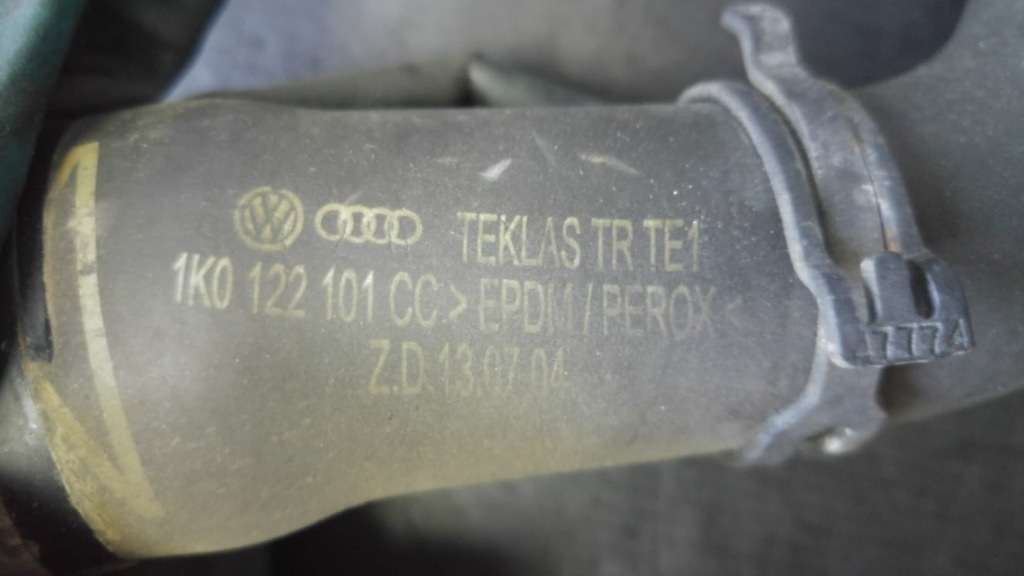 TEKLAS TR TE1
1K0 122 101 CC > EPDM / PEROX <
Z.D. 13.07.04